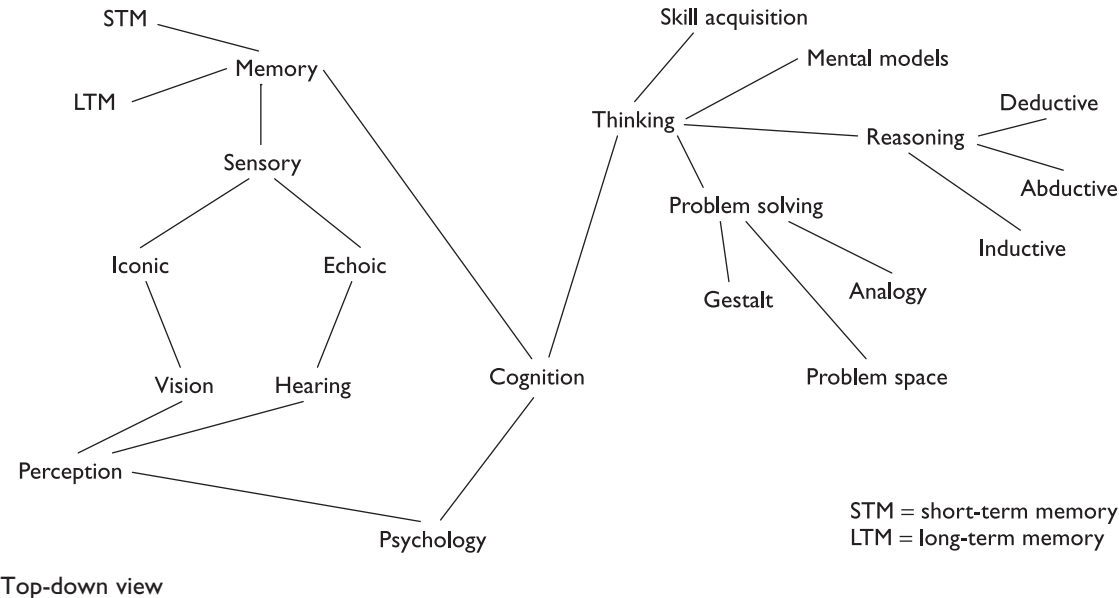 STM
Skill acquisition
Memory
Mental models
LTM
Deductive
Thinking
Reasoning
Sensory
Abductive
Problem solving
Inductive
Iconic
Echoic
Gestalt
Analogy
Vision
Hearing
Cognition
Problem space
Perception
Psychology
STM = short-term memory
LTM = long-term memory
Top-down view